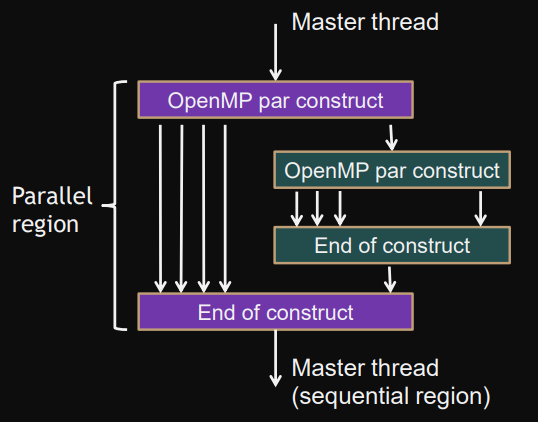 Master thread
OpenMP par construct
OpenMP par construct
Parallel
region
End of construct
End of construct
Master thread
(sequential region)